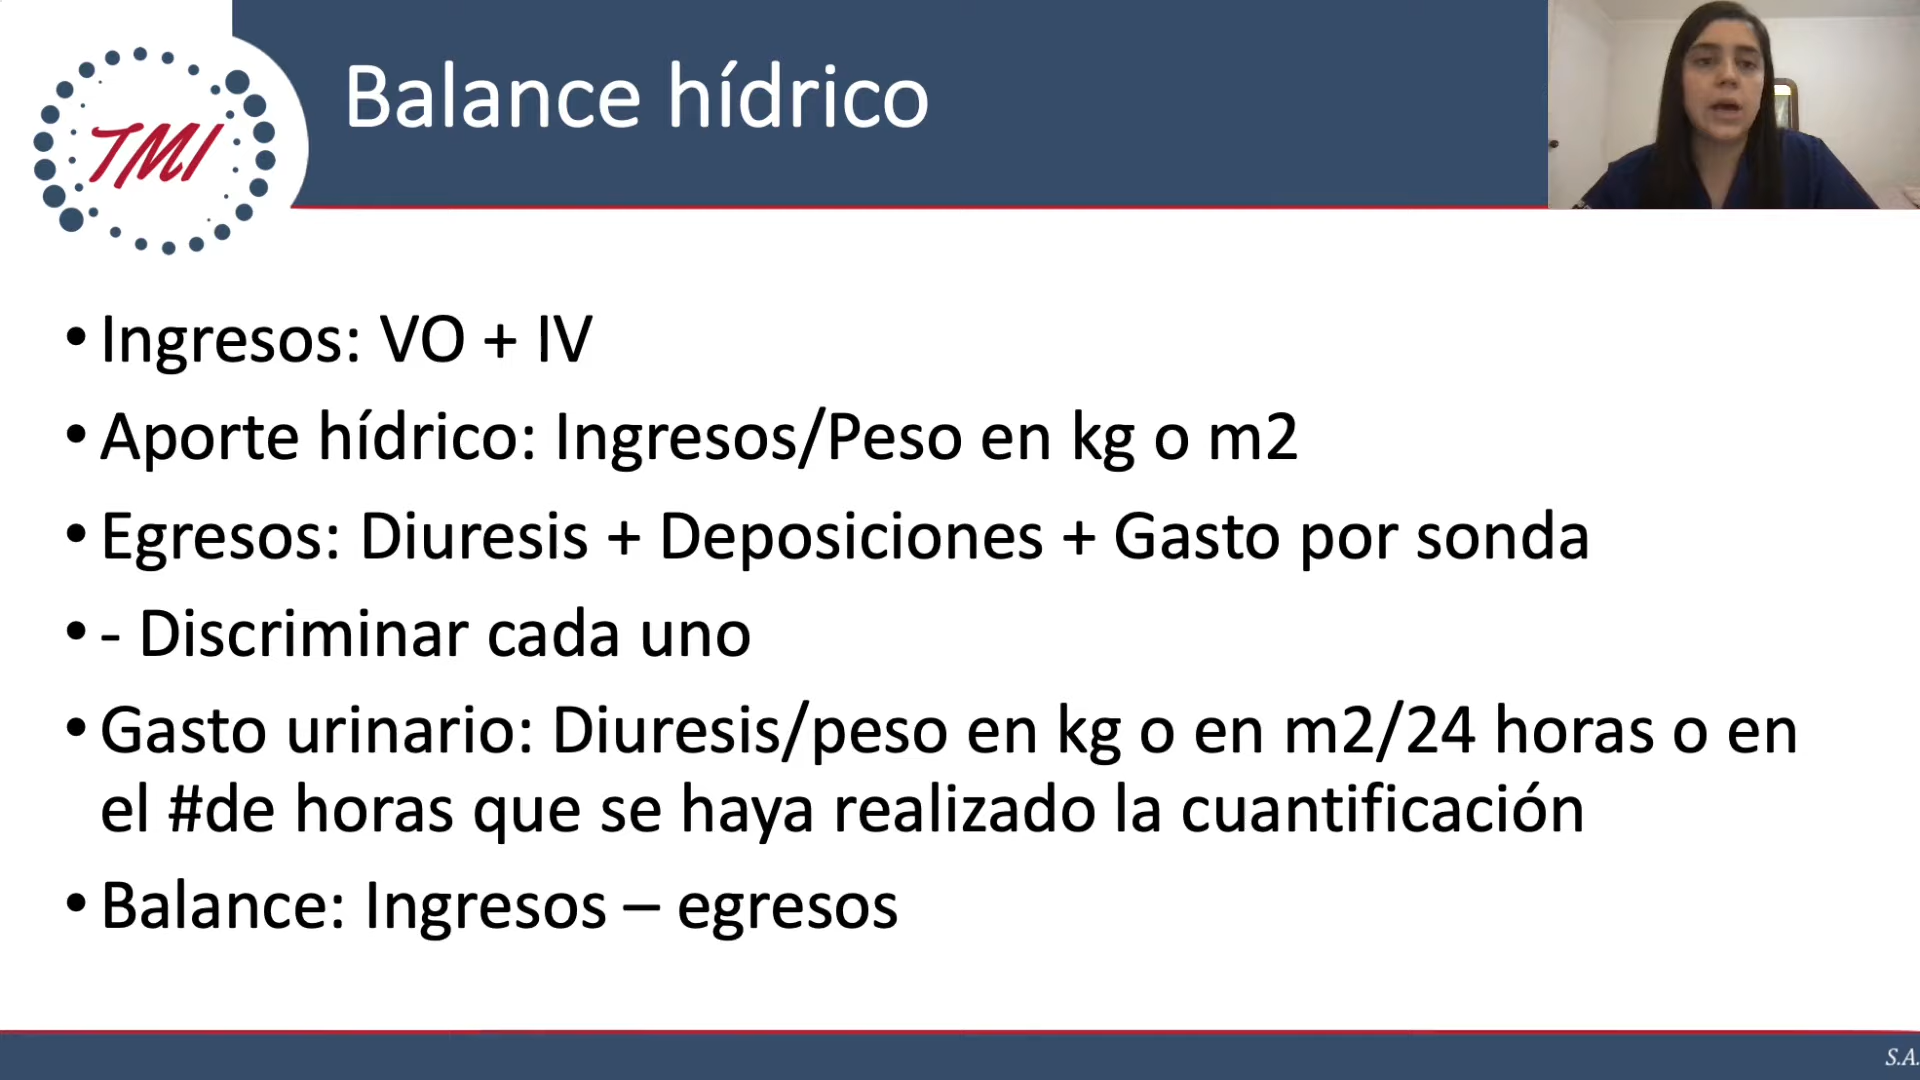 TMI
Balance hídrico
• Ingresos: VO + IV
• Aporte hídrico: Ingresos/Peso en kg o m2
• Egresos: Diuresis + Deposiciones + Gasto por sonda
• - Discriminar cada uno
• Gasto urinario: Diuresis/peso en kg o en m2/24 horas o en
el #de horas que se haya realizado la cuantificación
• Balance: Ingresos – egresos
S.A.